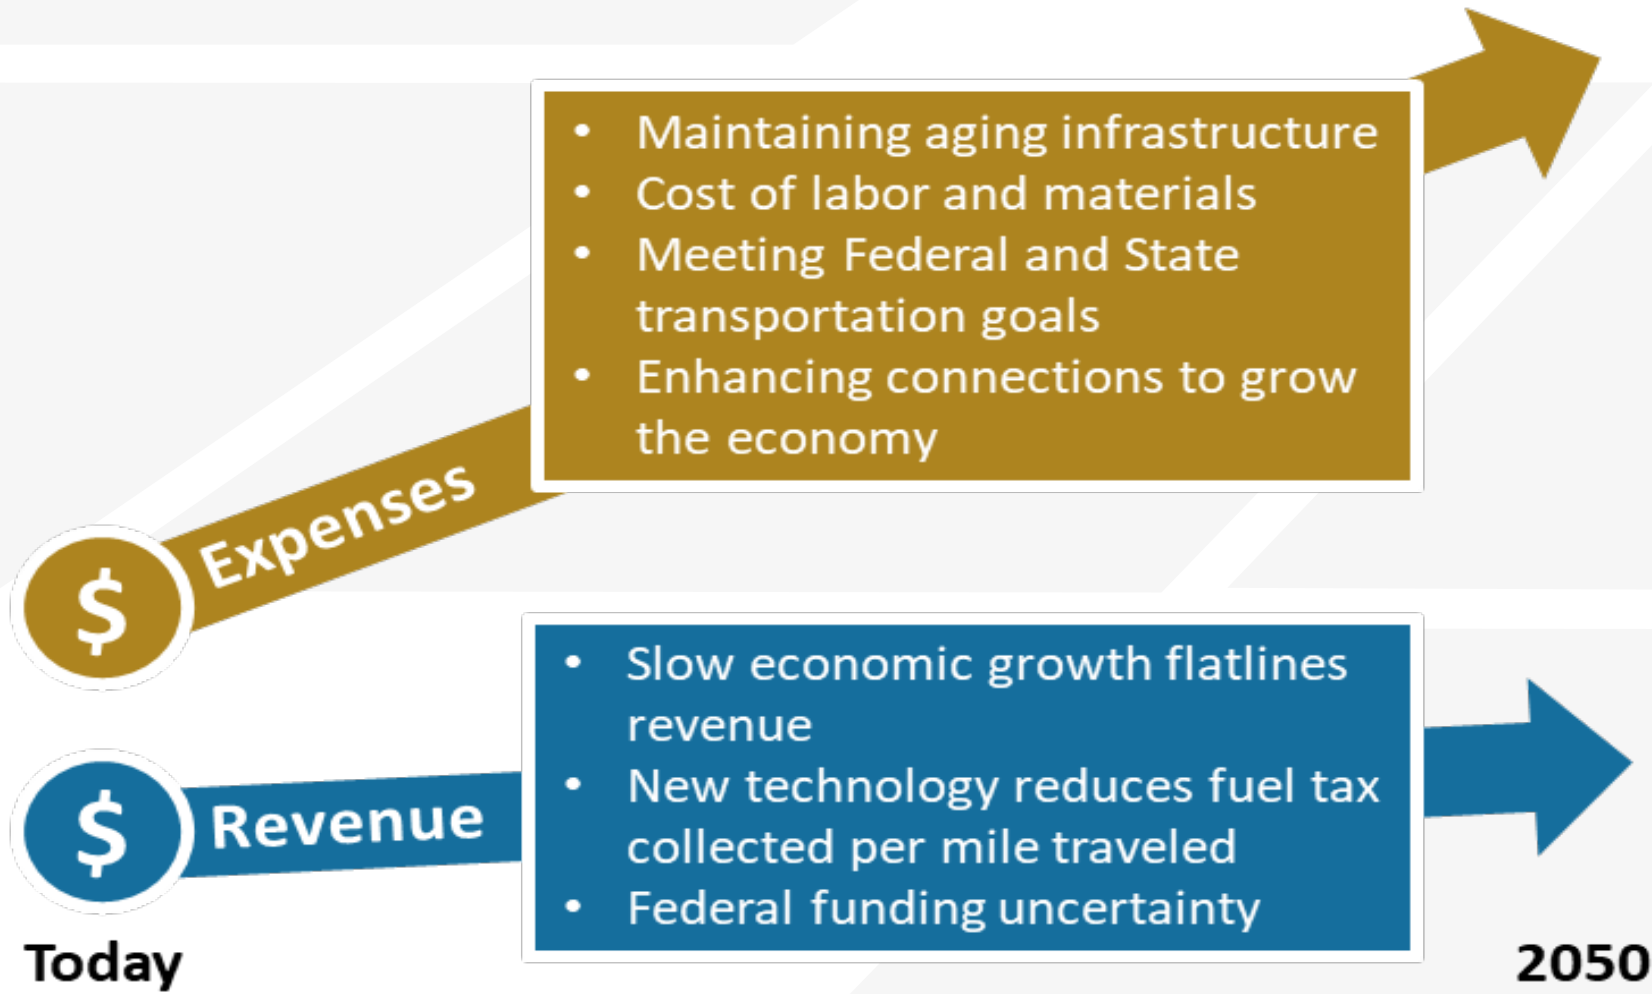 • Maintaining aging infrastructure
• Cost of labor and materials
• Meeting Federal and State
transportation goals
• Enhancing connections to grow
the economy
Expenses
$
• Slow economic growth flatlines
revenue
• New technology reduces fuel tax
collected per mile traveled
• Federal funding uncertainty
Revenue
$
Today
2050